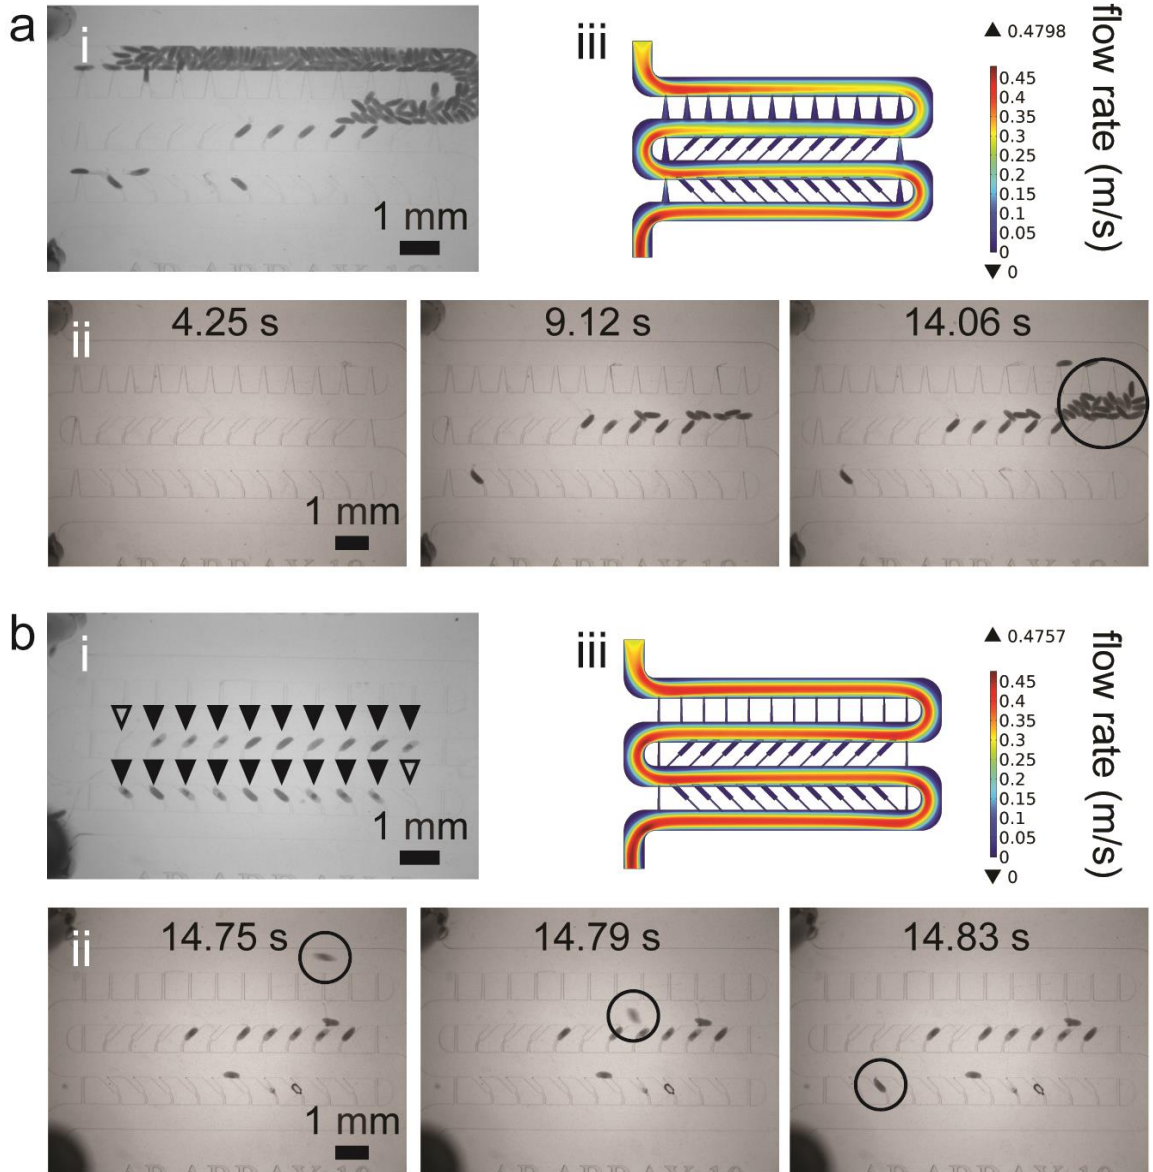 a
i
1 mm
iii
▲ 0.4798
0.45
0.4
0.35
0.3
0.25
0.2
0.15
0.1
0.05
0
▼ 0
flow rate (m/s)
ii
4.25 s
1 mm
9.12 s
14.06 s
b
i
1 mm
iii
▲ 0.4757
0.45
0.4
0.35
0.3
0.25
0.2
0.15
0.1
0.05
0
▼ 0
flow rate (m/s)
ii
14.75 s
1 mm
14.79 s
14.83 s